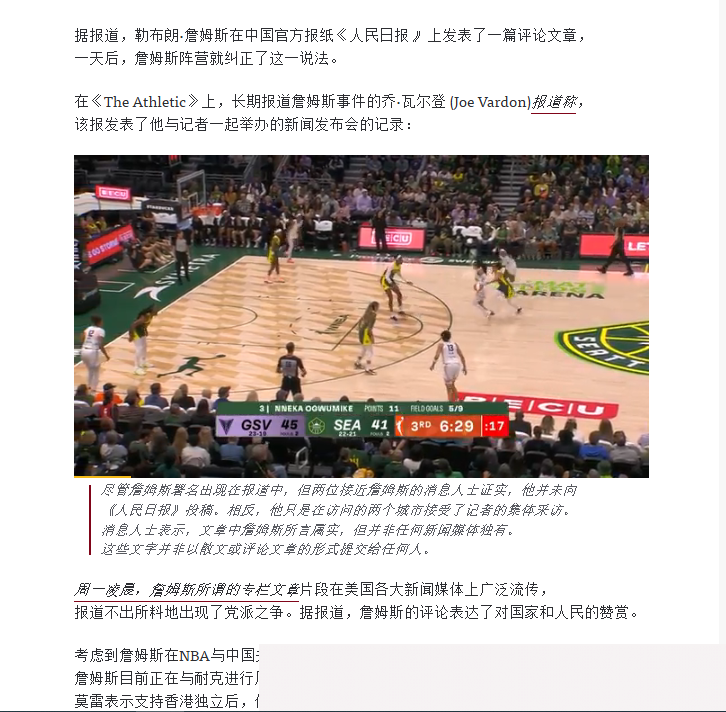 据报道，勒布朗·詹姆斯在中国官方报纸《人民日报 》上发表了一篇评论文章，
一天后，詹姆斯阵营就纠正了这一说法。
在《The Athletic》上，长期报道詹姆斯事件的乔·瓦尔登 (Joe Vardon)报道称，
该报发表了他与记者一起举办的新闻发布会的记录：
BECU
LET
ARENA
SEATT
BECU
3 | NNEKA OGWUMIKE POINTS 11 FIELD GOALS 5/9
GSV 45 SEA 41 3RD 6:29 :17
尽管詹姆斯署名出现在报道中，但两位接近詹姆斯的消息人士证实，他并未向
《人民日报》投稿。相反，他只是在访问的两个城市接受了记者的集体采访。
消息人士表示，文章中詹姆斯所言属实，但并非任何新闻媒体独有。
这些文字并非以散文或评论文章的形式提交给任何人。
周一凌晨，詹姆斯所谓的专栏文章片段在美国各大新闻媒体上广泛流传，
报道不出所料地出现了党派之争。据报道，詹姆斯的评论表达了对国家和人民的赞赏。
考虑到詹姆斯在NBA与中国
詹姆斯目前正在与耐克进行
莫雷表示支持香港独立后，